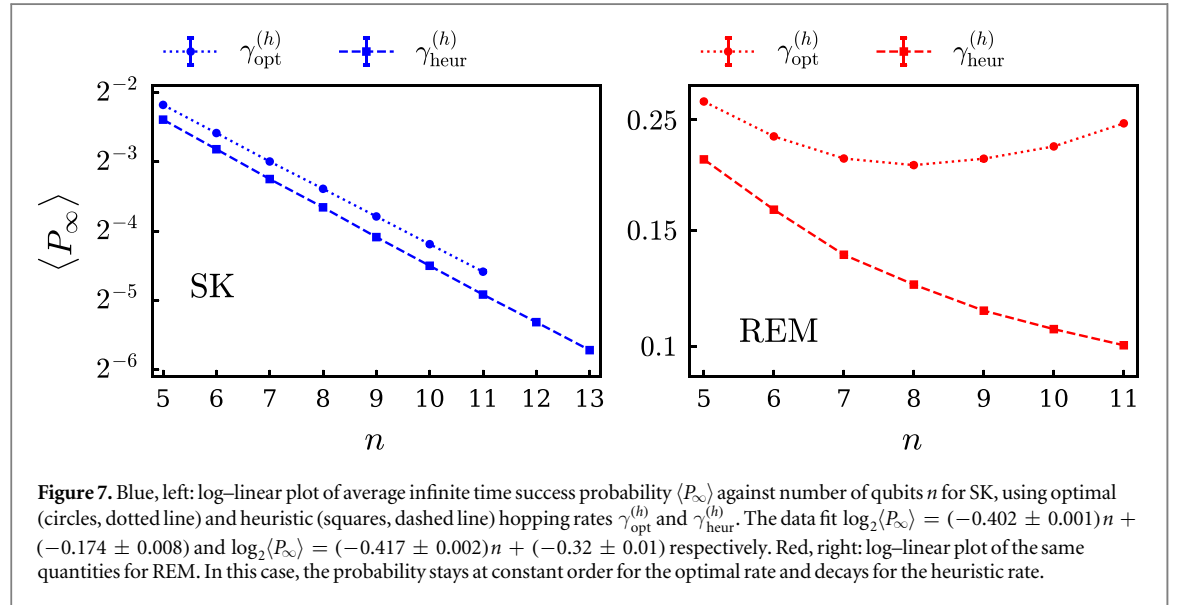 γ_opt^(h) γ_heur^(h)
γ_opt^(h) γ_heur^(h)
⟨P_∞⟩
2^−2
2^−3
2^−4
2^−5
2^−6
SK
5 6 7 8 9 10 11 12 13
n
0.25
0.15
0.1
REM
5 6 7 8 9 10 11
n
Figure 7. Blue, left: log–linear plot of average infinite time success probability ⟨P_∞⟩ against number of qubits n for SK, using optimal
(circles, dotted line) and heuristic (squares, dashed line) hopping rates γ_opt^(h) and γ_heur^(h). The data fit log_2⟨P_∞⟩ = (−0.402 ± 0.001)n +
(−0.174 ± 0.008) and log_2⟨P_∞⟩ = (−0.417 ± 0.002)n + (−0.32 ± 0.01) respectively. Red, right: log–linear plot of the same
quantities for REM. In this case, the probability stays at constant order for the optimal rate and decays for the heuristic rate.